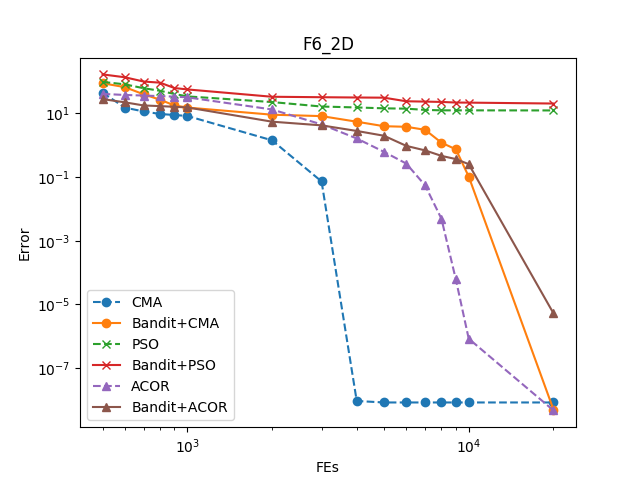 F6_2D
Error
10^1
10^-1
10^-3
10^-5
10^-7
CMA
Bandit+CMA
PSO
Bandit+PSO
ACOR
Bandit+ACOR
10^3
10^4
FEs